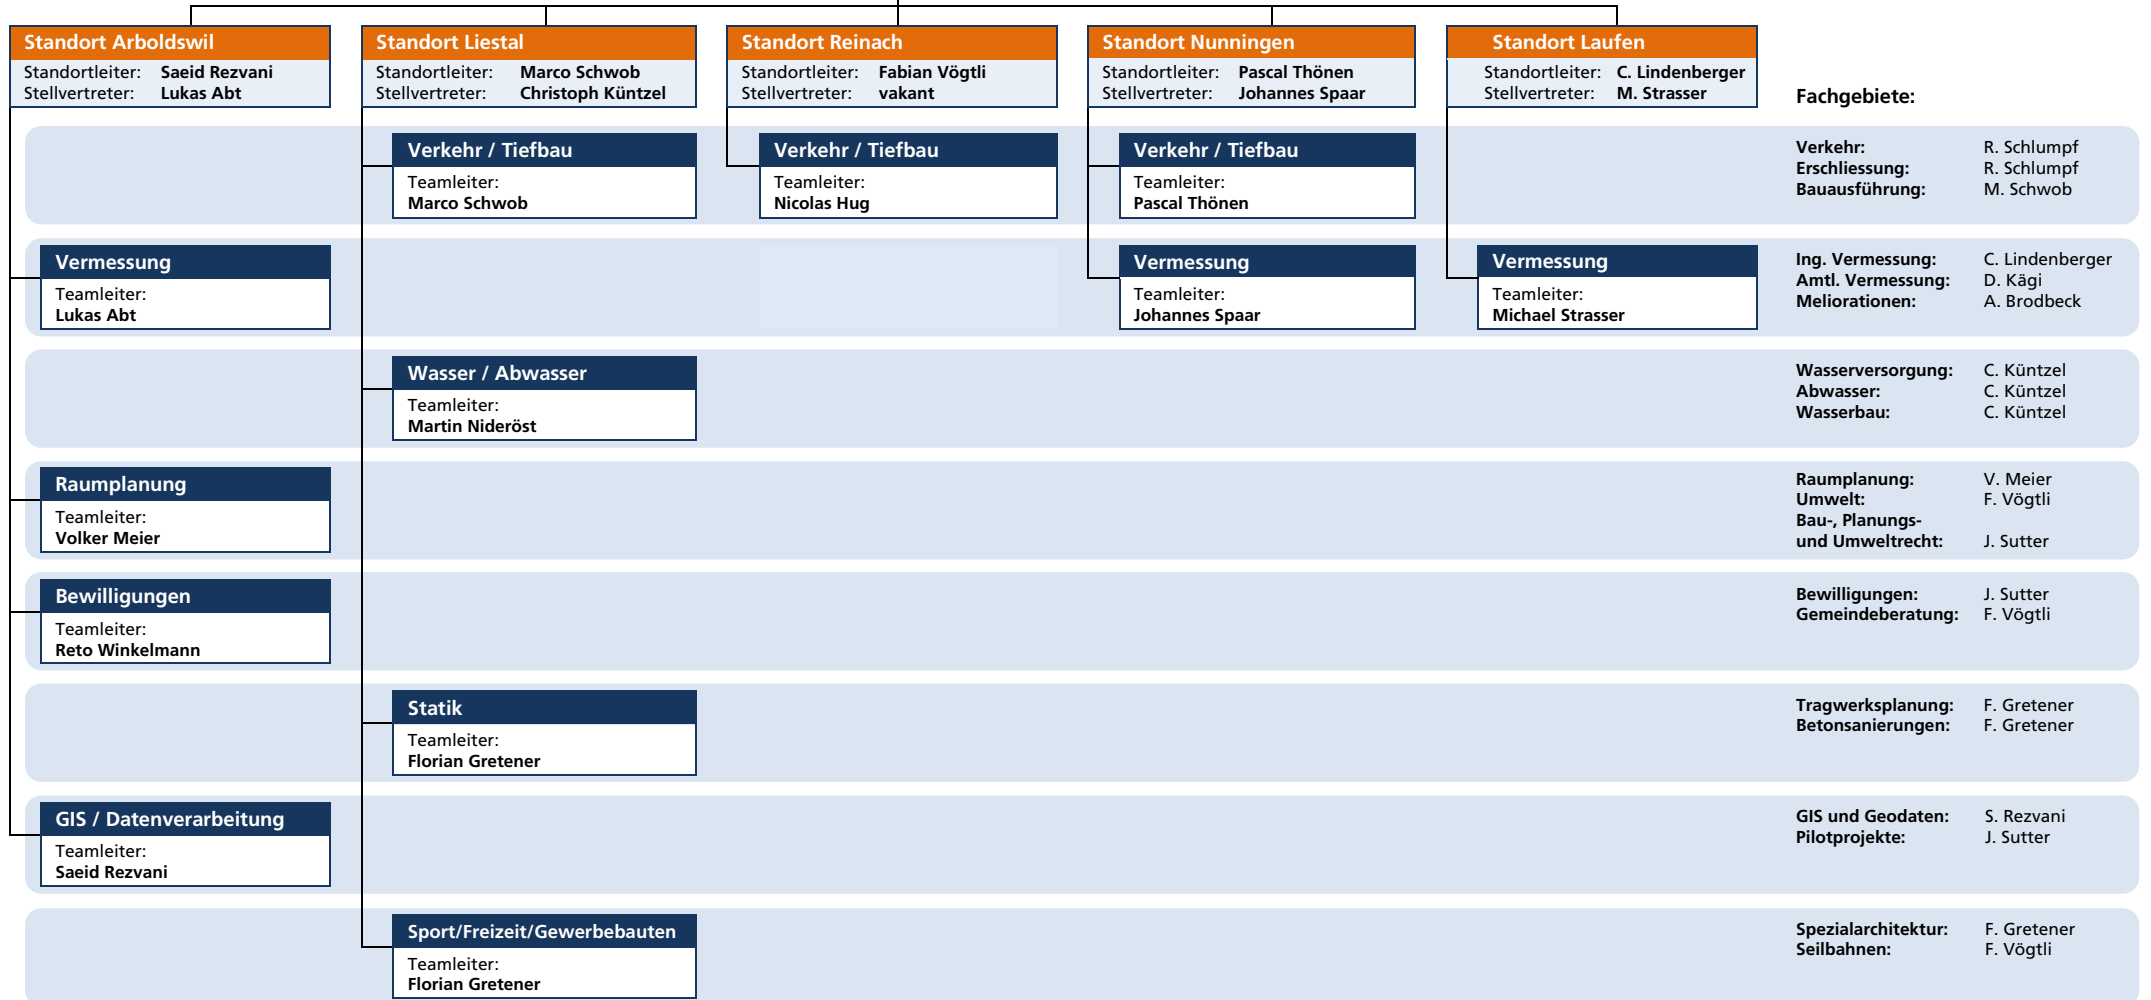 Standort Arboldswil
Standortleiter: Saeid Rezvani
Stellvertreter: Lukas Abt
Standort Liestal
Standortleiter: Marco Schwob
Stellvertreter: Christoph Küntzel
Standort Reinach
Standortleiter: Fabian Vögtli
Stellvertreter: vakant
Standort Nunningen
Standortleiter: Pascal Thönen
Stellvertreter: Johannes Spaar
Standort Laufen
Standortleiter: C. Lindenberger
Stellvertreter: M. Strasser
Fachgebiete:
Verkehr / Tiefbau
Teamleiter:
Marco Schwob
Verkehr / Tiefbau
Teamleiter:
Nicolas Hug
Verkehr / Tiefbau
Teamleiter:
Pascal Thönen
Verkehr: R. Schlumpf
Erschliessung: R. Schlumpf
Bauausführung: M. Schwob
Vermessung
Teamleiter:
Lukas Abt
Vermessung
Teamleiter:
Johannes Spaar
Vermessung
Teamleiter:
Michael Strasser
Ing. Vermessung: C. Lindenberger
Amtl. Vermessung: D. Kägi
Meliorationen: A. Brodbeck
Wasser / Abwasser
Teamleiter:
Martin Nideröst
Wasserversorgung: C. Küntzel
Abwasser: C. Küntzel
Wasserbau: C. Küntzel
Raumplanung
Teamleiter:
Volker Meier
Raumplanung: V. Meier
Umwelt: F. Vögtli
Bau-, Planungs-
und Umweltrecht: J. Sutter
Bewilligungen
Teamleiter:
Reto Winkelmann
Bewilligungen: J. Sutter
Gemeindeberatung: F. Vögtli
Statik
Teamleiter:
Florian Gretener
Tragwerksplanung: F. Gretener
Betonsanierungen: F. Gretener
GIS / Datenverarbeitung
Teamleiter:
Saeid Rezvani
GIS und Geodaten: S. Rezvani
Pilotprojekte: J. Sutter
Sport/Freizeit/Gewerbebauten
Teamleiter:
Florian Gretener
Spezialarchitektur: F. Gretener
Seilbahnen: F. Vögtli